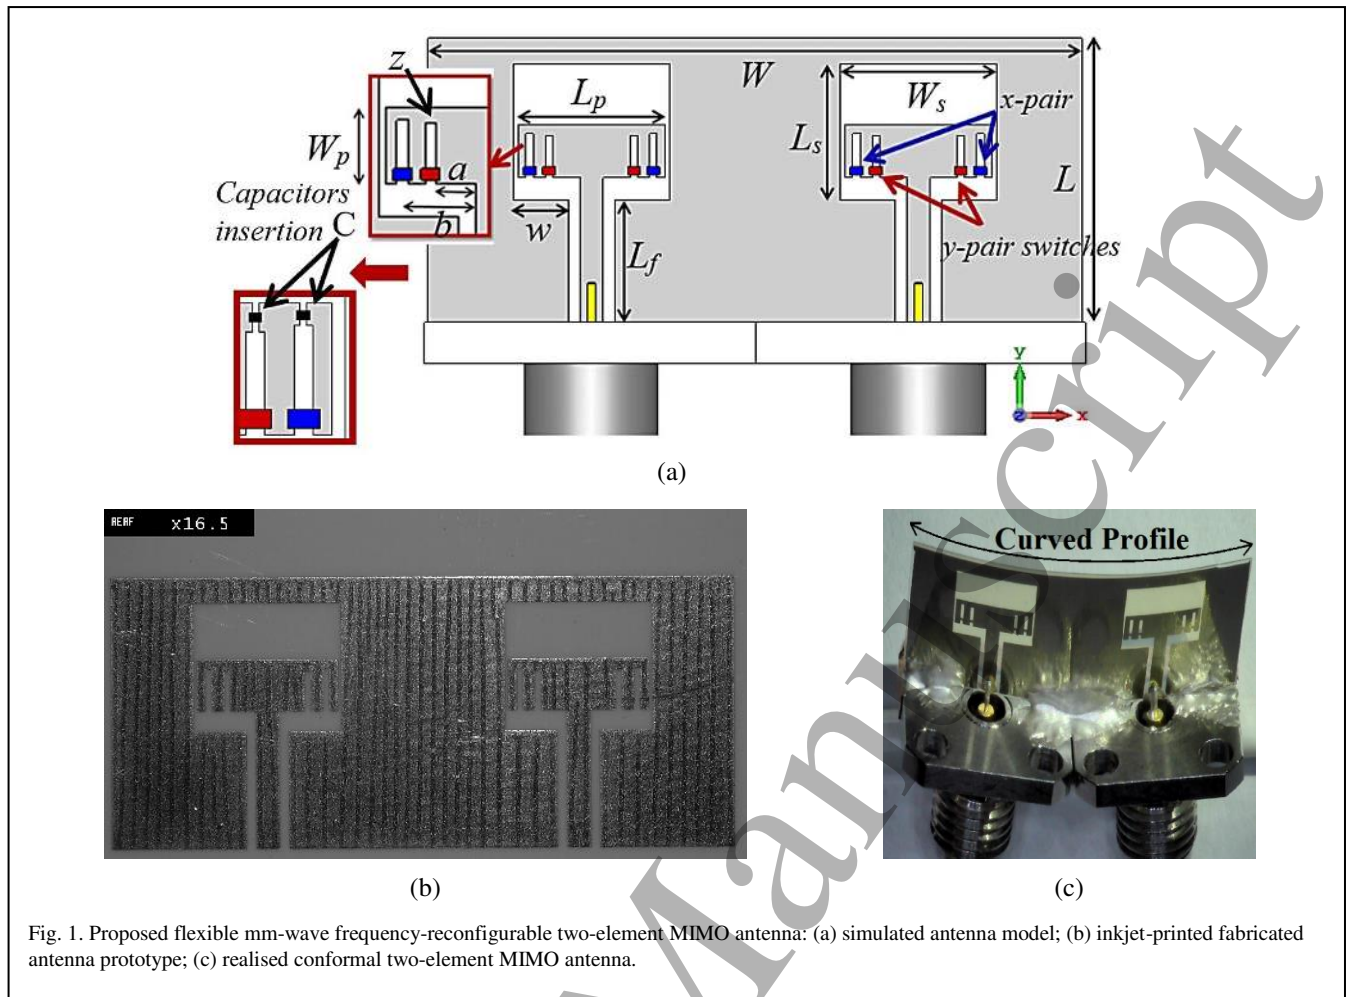 z
W
Lp
Ws
x-pair
Wp
a
Ls
L
Capacitors
insertion
C
b
w
Lf
y-pair switches
y
z
x
(a)
AEAF x16.5
Curved Profile
(b)
(c)
Manuscript
Fig. 1. Proposed flexible mm-wave frequency-reconfigurable two-element MIMO antenna: (a) simulated antenna model; (b) inkjet-printed fabricated
antenna prototype; (c) realised conformal two-element MIMO antenna.